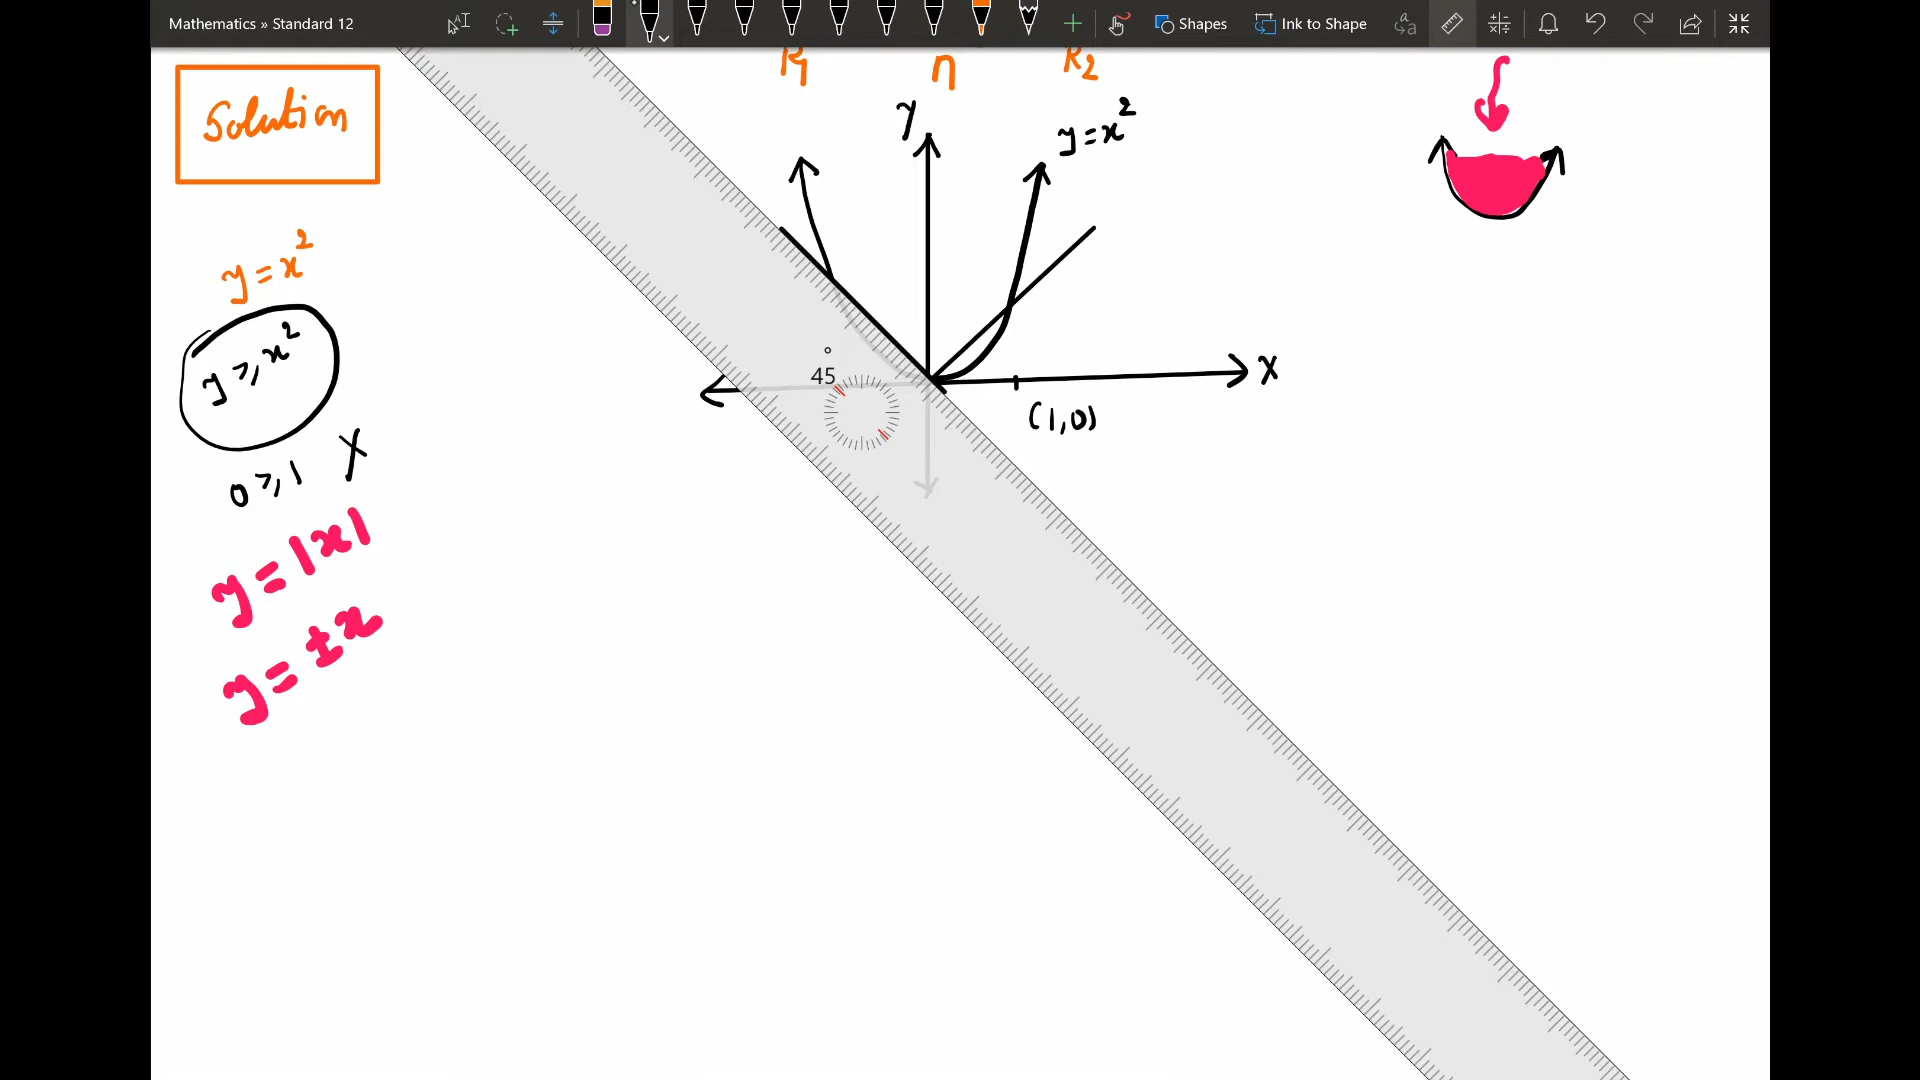 Mathematics » Standard 12
Shapes
Ink to Shape
R1 ∩ R2
Solution
y
y = x²
y = x²
y ≥ x²
45°
X
(1,0)
0 ≥ 1 X
y = |x|
y = ±x